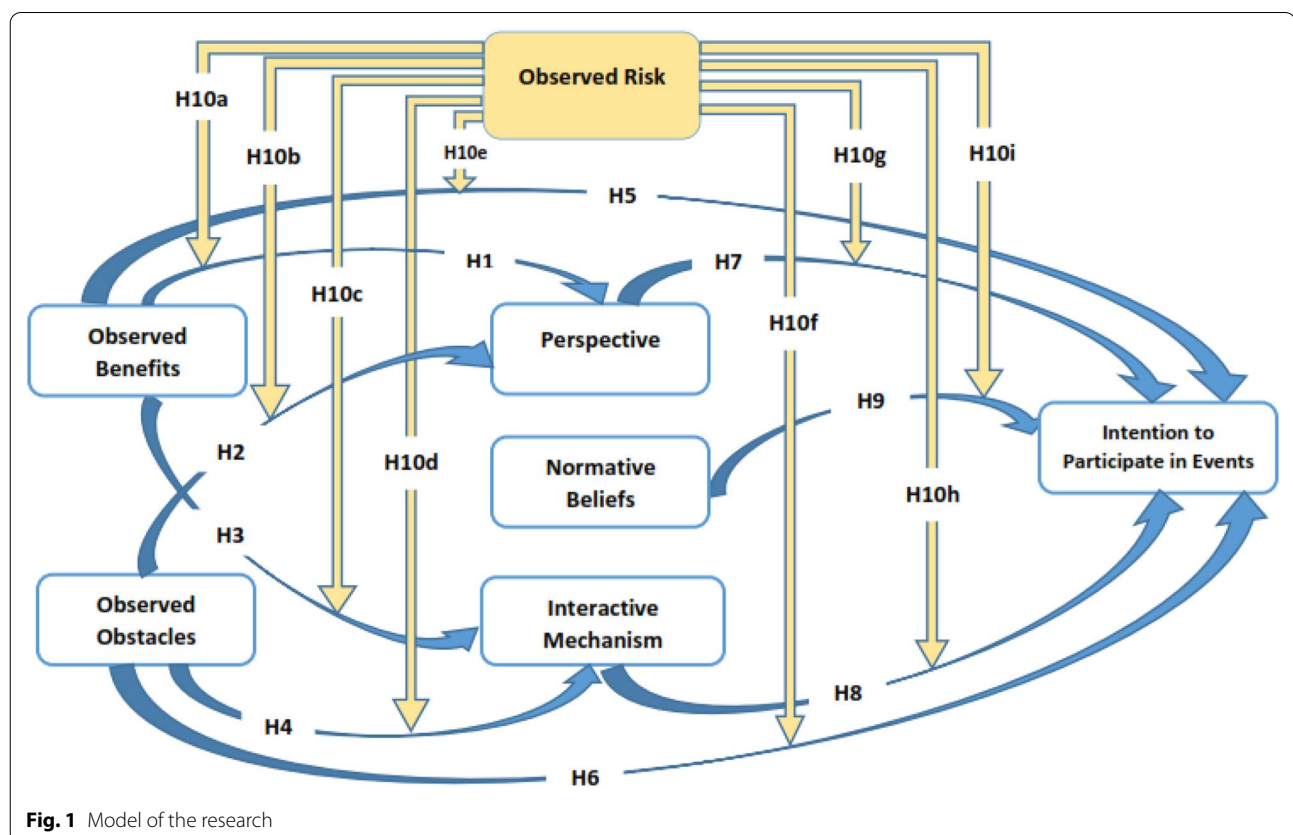 Observed Risk
H10a
H10b
H10e
H10g
H10i
H5
H1
H7
H10c
H10f
Observed
Benefits
Perspective
H9
Intention to
Participate in Events
H2
H10d
Normative
Beliefs
H10h
H3
Observed
Obstacles
Interactive
Mechanism
H8
H4
H6
Fig. 1 Model of the research